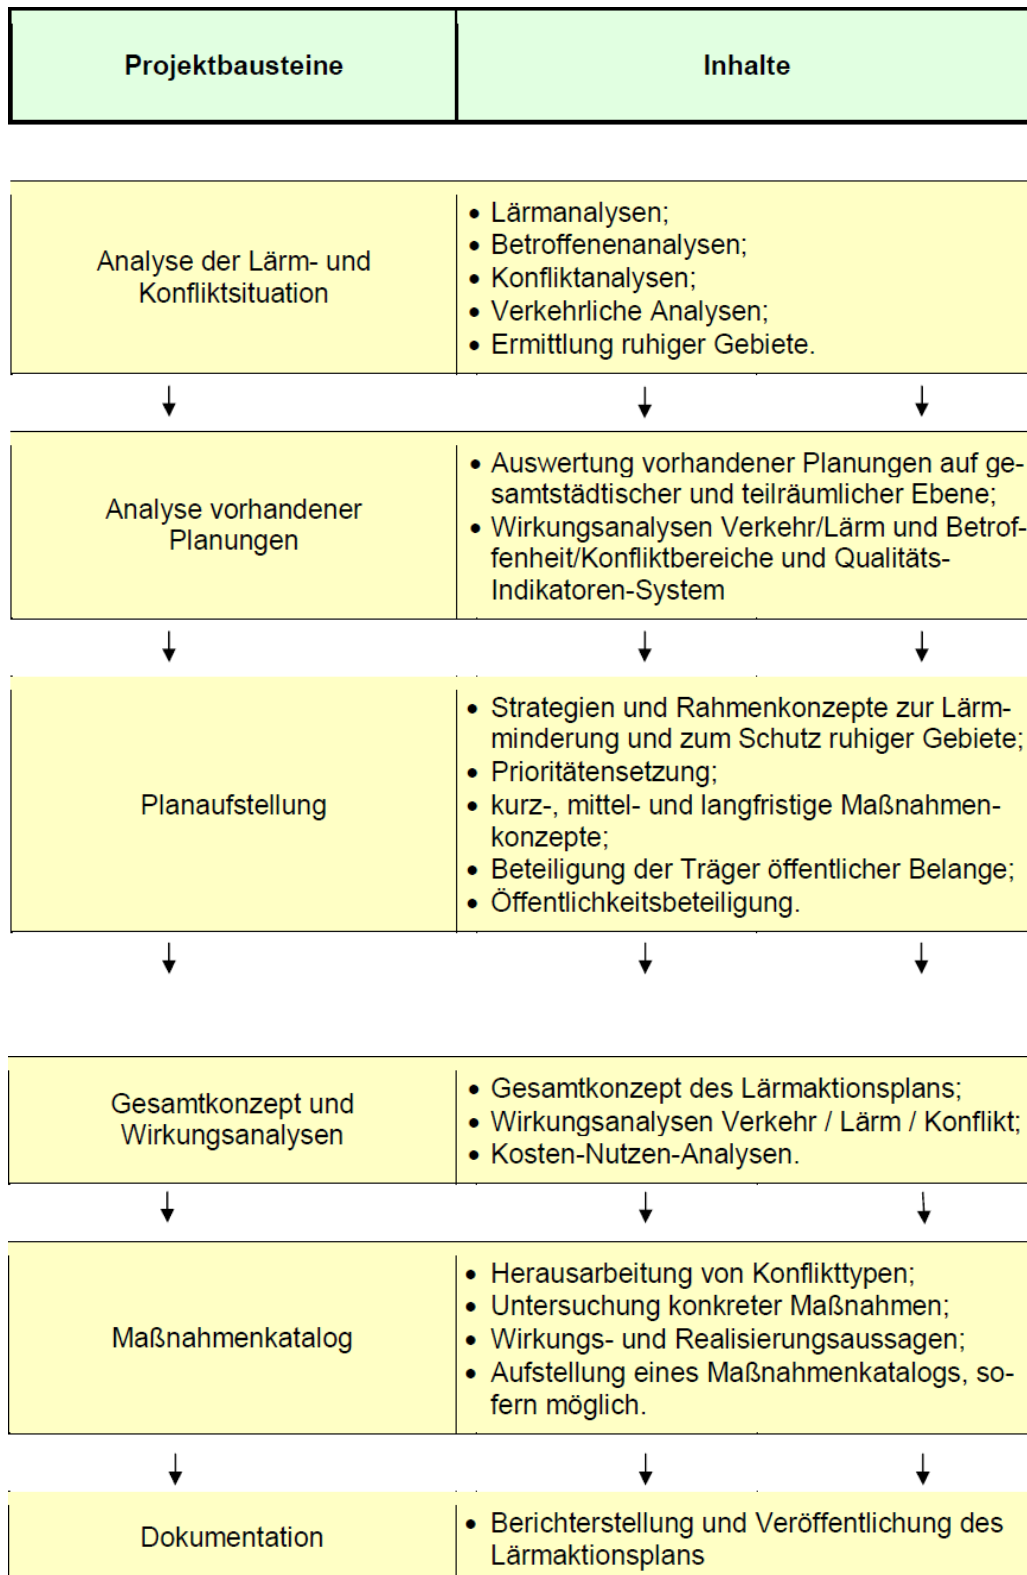 Projektbausteine
Inhalte
Analyse der Lärm- und
Konfliktsituation
• Lärmanalysen;
• Betroffenenanalysen;
• Konfliktanalysen;
• Verkehrliche Analysen;
• Ermittlung ruhiger Gebiete.
Analyse vorhandener
Planungen
• Auswertung vorhandener Planungen auf ge-
samtstädtischer und teilräumlicher Ebene;
• Wirkungsanalysen Verkehr/Lärm und Betrof-
fenheit/Konfliktbereiche und Qualitäts-
Indikatoren-System
Planaufstellung
• Strategien und Rahmenkonzepte zur Lärm-
minderung und zum Schutz ruhiger Gebiete;
• Prioritätensetzung;
• kurz-, mittel- und langfristige Maßnahmen-
konzepte;
• Beteiligung der Träger öffentlicher Belange;
• Öffentlichkeitsbeteiligung.
Gesamtkonzept und
Wirkungsanalysen
• Gesamtkonzept des Lärmaktionsplans;
• Wirkungsanalysen Verkehr / Lärm / Konflikt;
• Kosten-Nutzen-Analysen.
Maßnahmenkatalog
• Herausarbeitung von Konflikttypen;
• Untersuchung konkreter Maßnahmen;
• Wirkungs- und Realisierungsaussagen;
• Aufstellung eines Maßnahmenkatalogs, so-
fern möglich.
Dokumentation
• Berichterstellung und Veröffentlichung des
Lärmaktionsplans